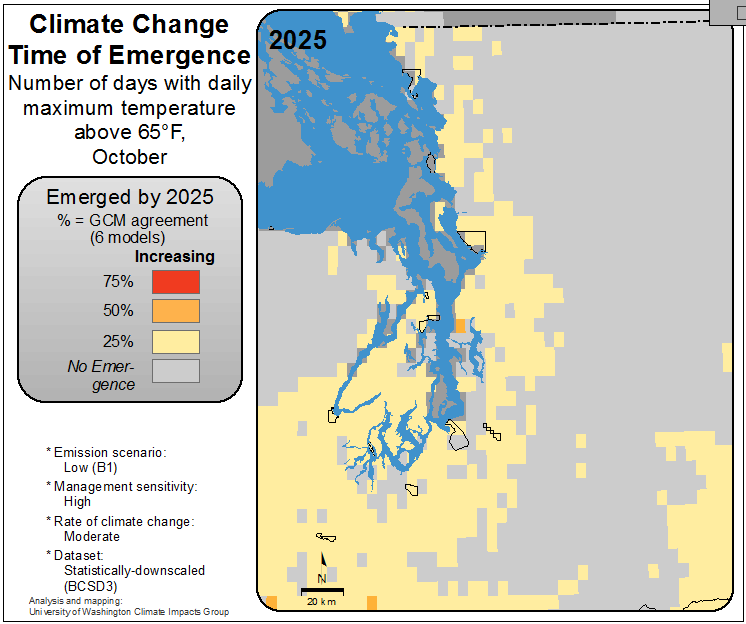 Climate Change
Time of Emergence
Number of days with daily
maximum temperature
above 65°F,
October
2025
Emerged by 2025
% = GCM agreement
(6 models)
Increasing
75%
50%
25%
No Emer-
gence
* Emission scenario:
Low (B1)
* Management sensitivity:
High
* Rate of climate change:
Moderate
* Dataset:
Statistically-downscaled
(BCSD3)
Analysis and mapping:
University of Washington Climate Impacts Group
N
20 km